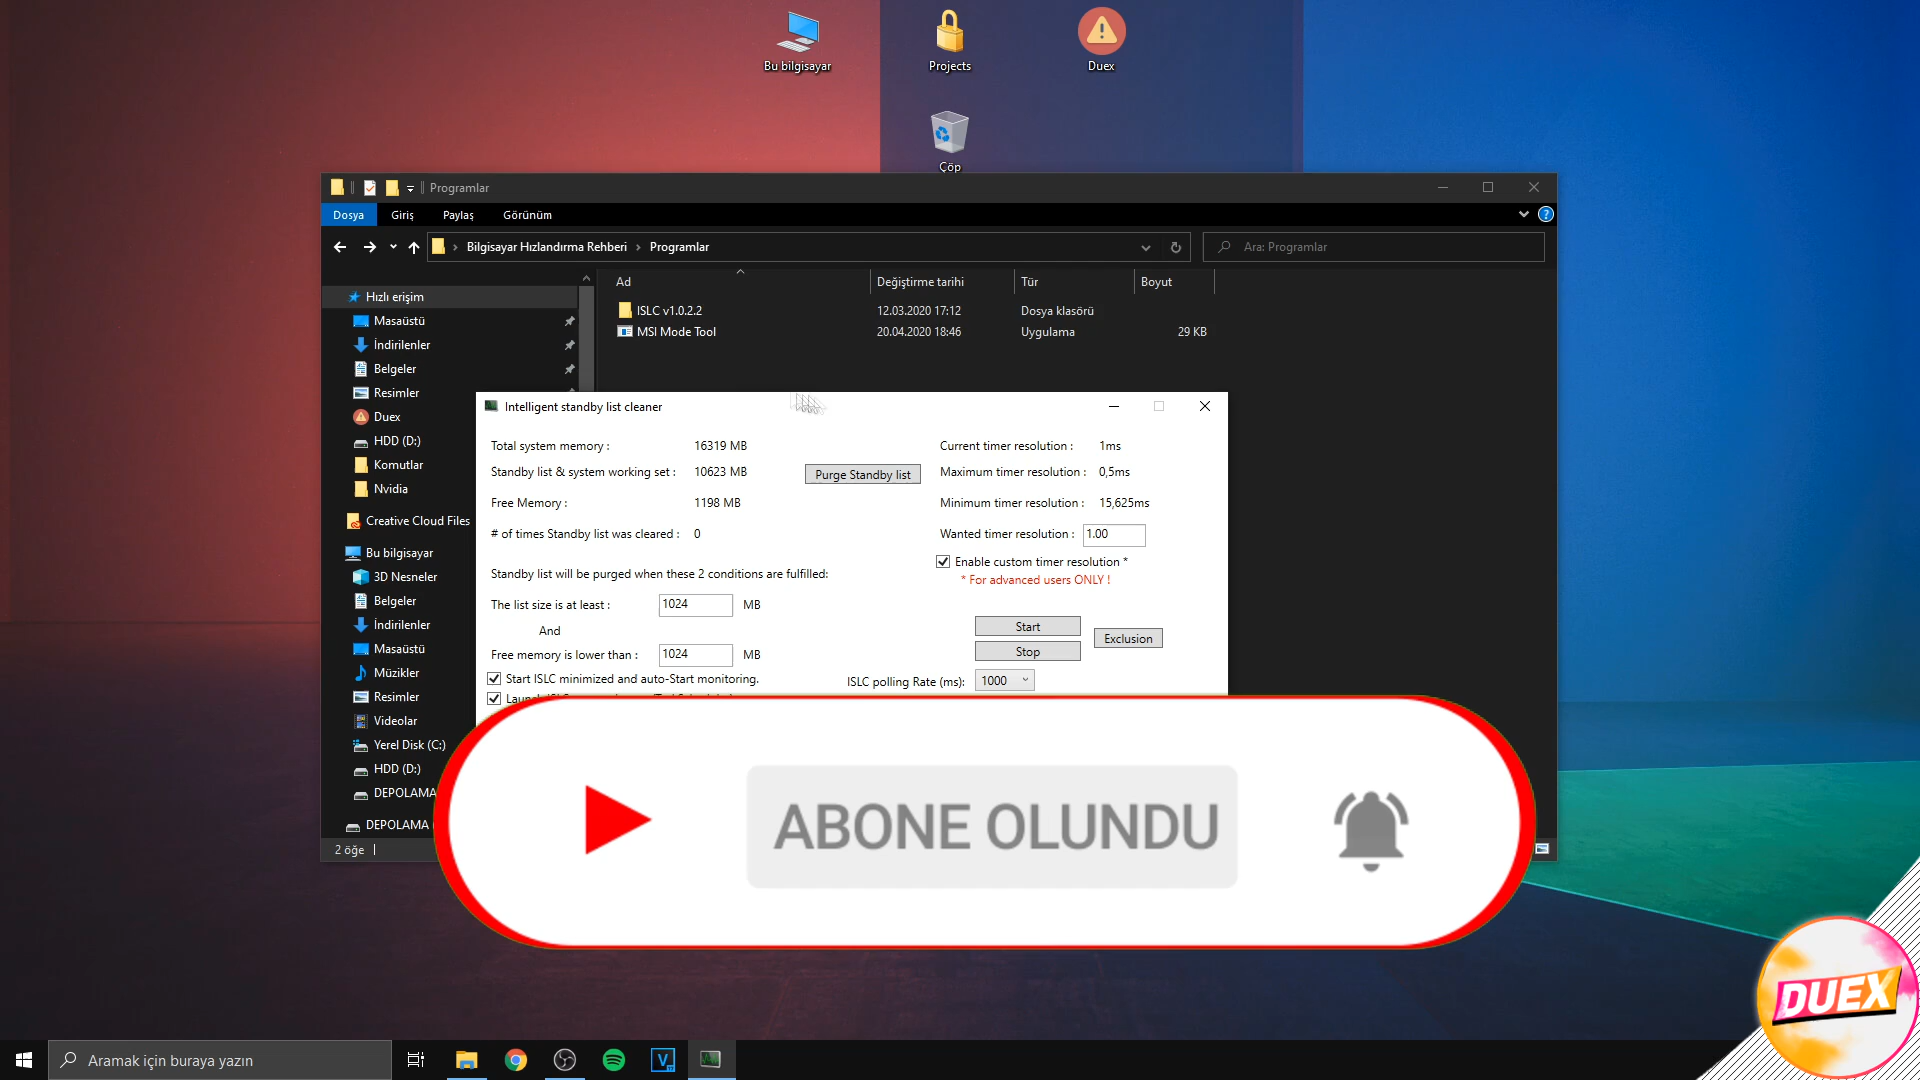 Bu bilgisayar
Projects
Duex
Çöp
Programlar
Dosya
Giriş
Paylaş
Görünüm
Bilgisayar Hızlandırma Rehberi > Programlar
Ara: Programlar
Ad
Değiştirme tarihi
Tür
Boyut
ISLC v1.0.2.2
12.03.2020 17:12
Dosya klasörü
MSI Mode Tool
20.04.2020 18:46
Uygulama
29 KB
Hızlı erişim
Masaüstü
İndirilenler
Belgeler
Resimler
Duex
HDD (D:)
Komutlar
Nvidia
Creative Cloud Files
Bu bilgisayar
3D Nesneler
Belgeler
İndirilenler
Masaüstü
Müzikler
Resimler
Videolar
Yerel Disk (C:)
HDD (D:)
DEPOLAMA
DEPOLAMA
2 öğe
Intelligent standby list cleaner
Total system memory : 16319 MB
Standby list & system working set : 10623 MB
Purge Standby list
Free Memory : 1198 MB
# of times Standby list was cleared : 0
Current timer resolution : 1ms
Maximum timer resolution : 0,5ms
Minimum timer resolution : 15,625ms
Wanted timer resolution : 1.00
Enable custom timer resolution *
* For advanced users ONLY !
Standby list will be purged when these 2 conditions are fulfilled:
The list size is at least : 1024 MB
And
Free memory is lower than : 1024 MB
Start
Stop
Exclusion
Start ISLC minimized and auto-Start monitoring.
ISLC polling Rate (ms): 1000
ABONE OLUNDU
DUEX
Aramak için buraya yazın